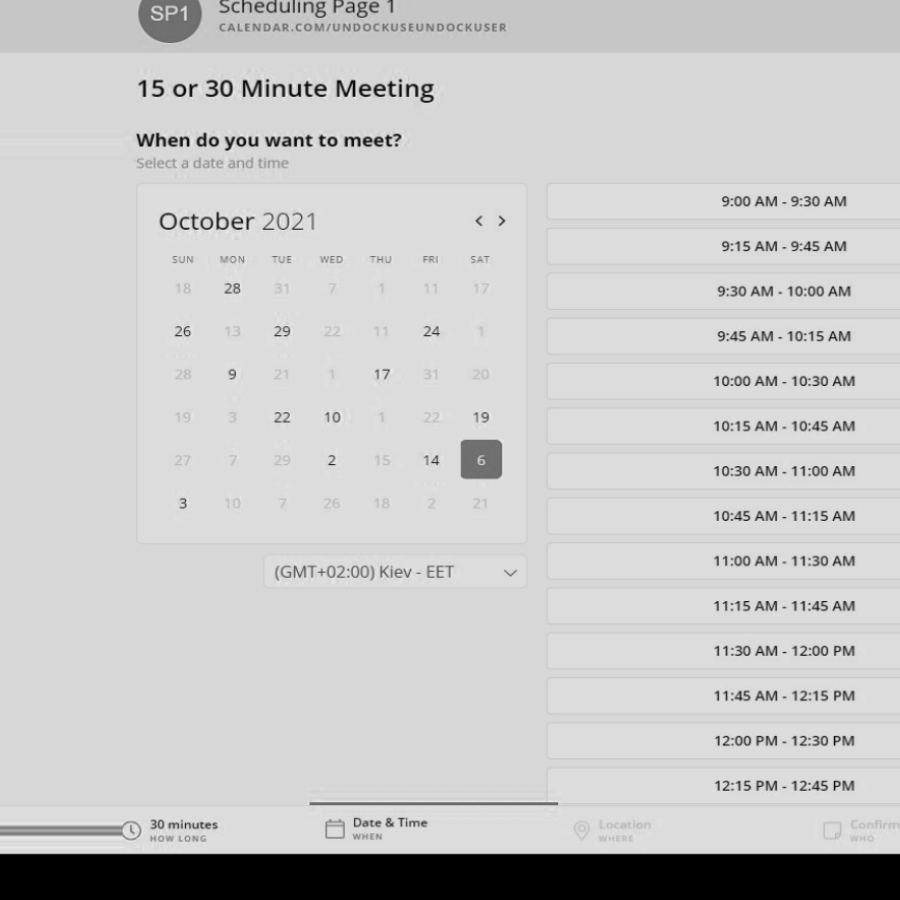 SP1
Scheduling Page 1
CALENDAR.COM/UNDOCKUSEUNDOCKUSER
15 or 30 Minute Meeting
When do you want to meet?
Select a date and time
October 2021
SUN MON TUE WED THU FRI SAT
18 28 31 7 1 11 17
26 13 29 22 11 24 1
28 9 21 1 17 31 20
19 3 22 10 1 22 19
27 7 29 2 15 14 6
3 10 7 26 18 2 21
(GMT+02:00) Kiev - EET
9:00 AM - 9:30 AM
9:15 AM - 9:45 AM
9:30 AM - 10:00 AM
9:45 AM - 10:15 AM
10:00 AM - 10:30 AM
10:15 AM - 10:45 AM
10:30 AM - 11:00 AM
10:45 AM - 11:15 AM
11:00 AM - 11:30 AM
11:15 AM - 11:45 AM
11:30 AM - 12:00 PM
11:45 AM - 12:15 PM
12:00 PM - 12:30 PM
12:15 PM - 12:45 PM
30 minutes
HOW LONG
Date & Time
WHEN
Location
WHERE
Confirm
WHO